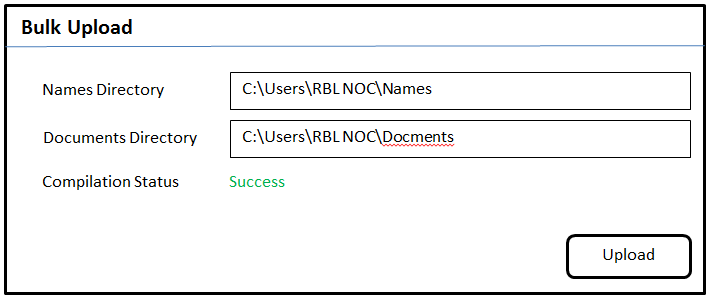 Bulk Upload
Names Directory C:\Users\RBL NOC\Names
Documents Directory C:\Users\RBL NOC\Docments
Compilation Status Success
Upload